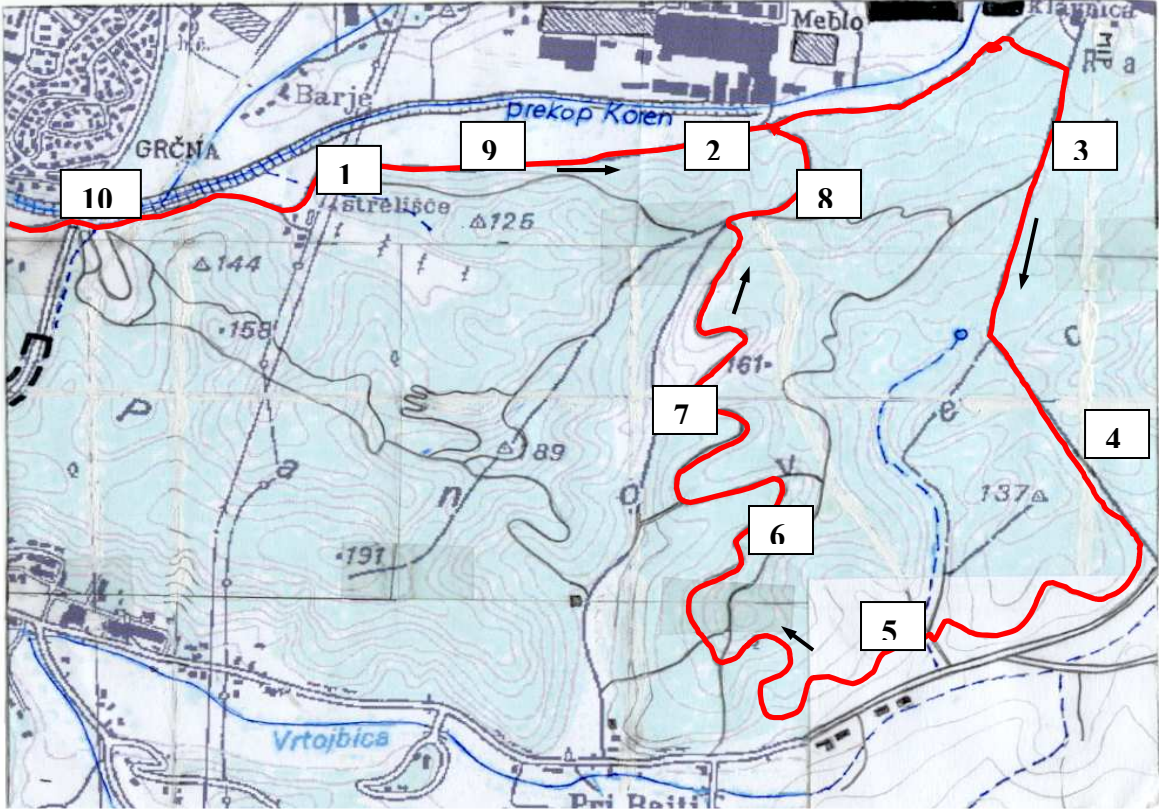 Meblo
klavnica
MIP
R a
Barje
prekop Koren
GRČNA
9
2
3
1
10
8
strelišče
△125
△144
·158
161·
c
P
7
e
4
a
△89
v
n
o
137△
6
·191
5
Vrtojbica